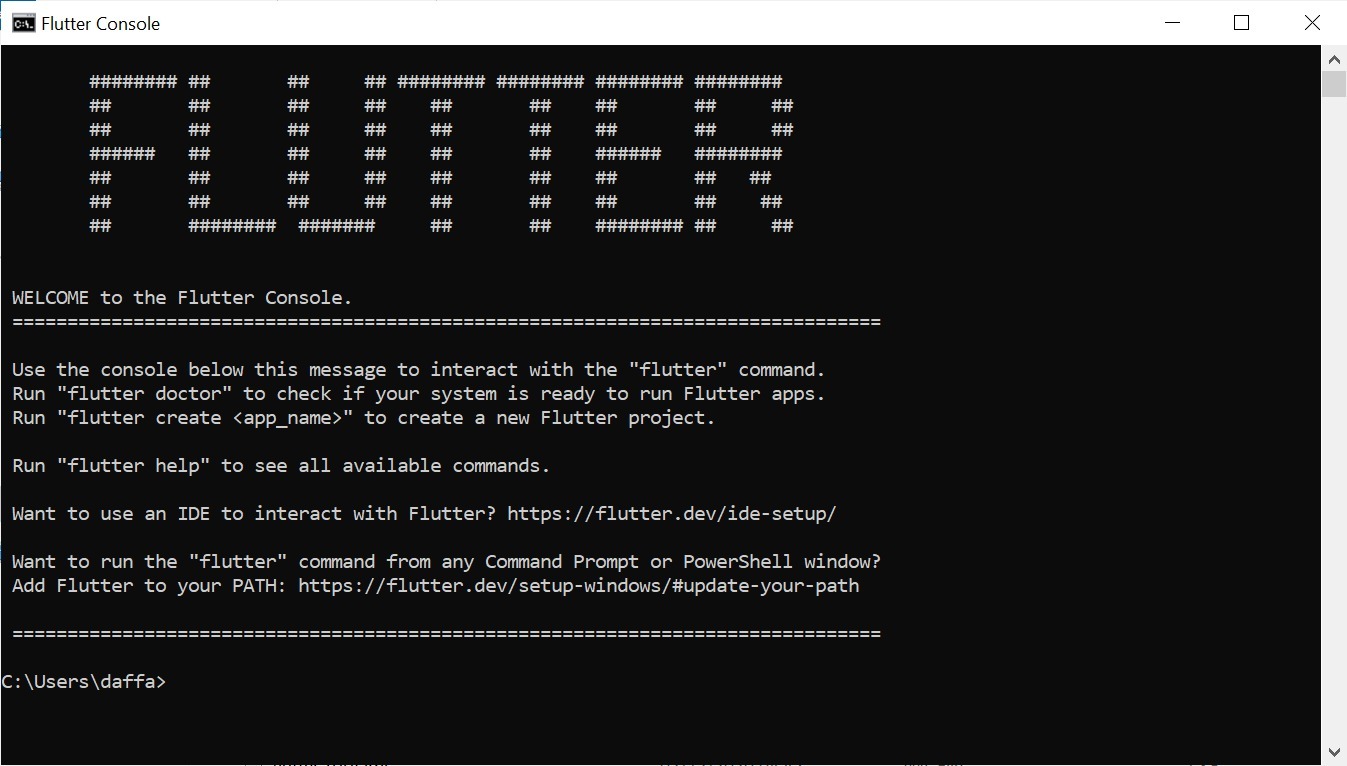 Flutter Console
######## ##       ##     ## ######## ######## ######## ########
##       ##       ##     ##    ##       ##    ##       ##     ##
##       ##       ##     ##    ##       ##    ##       ##     ##
######   ##       ##     ##    ##       ##    ######   ########
##       ##       ##     ##    ##       ##    ##       ##   ##
##       ##       ##     ##    ##       ##    ##       ##    ##
##       ########  #######     ##       ##    ######## ##     ##
WELCOME to the Flutter Console.
===============================================================================
Use the console below this message to interact with the "flutter" command.
Run "flutter doctor" to check if your system is ready to run Flutter apps.
Run "flutter create <app_name>" to create a new Flutter project.
Run "flutter help" to see all available commands.
Want to use an IDE to interact with Flutter? https://flutter.dev/ide-setup/
Want to run the "flutter" command from any Command Prompt or PowerShell window?
Add Flutter to your PATH: https://flutter.dev/setup-windows/#update-your-path
===============================================================================
C:\Users\daffa>